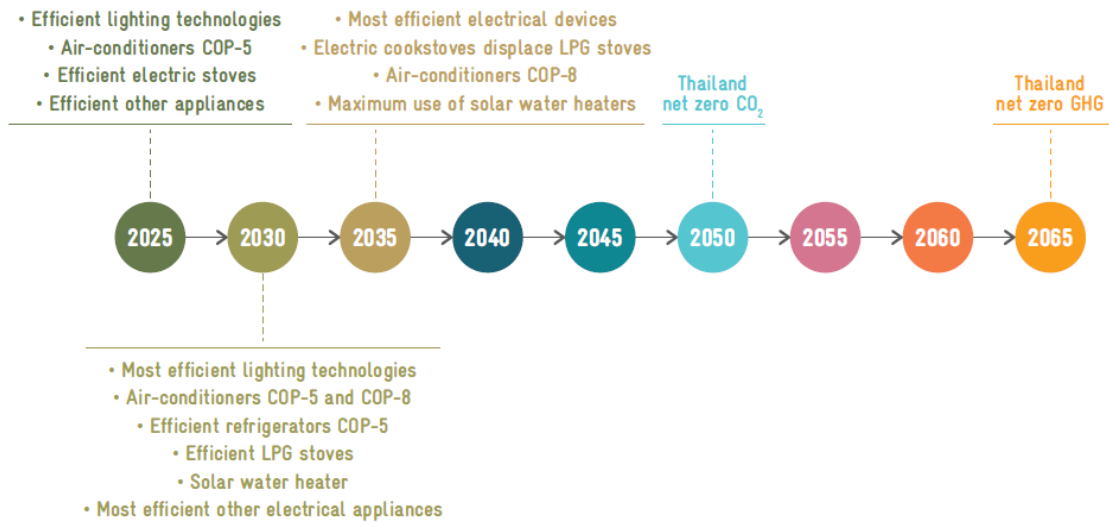 • Efficient lighting technologies
• Air-conditioners COP-5
• Efficient electric stoves
• Efficient other appliances
• Most efficient electrical devices
• Electric cookstoves displace LPG stoves
• Air-conditioners COP-8
• Maximum use of solar water heaters
Thailand
net zero CO₂
Thailand
net zero GHG
2025
2030
2035
2040
2045
2050
2055
2060
2065
• Most efficient lighting technologies
• Air-conditioners COP-5 and COP-8
• Efficient refrigerators COP-5
• Efficient LPG stoves
• Solar water heater
• Most efficient other electrical appliances